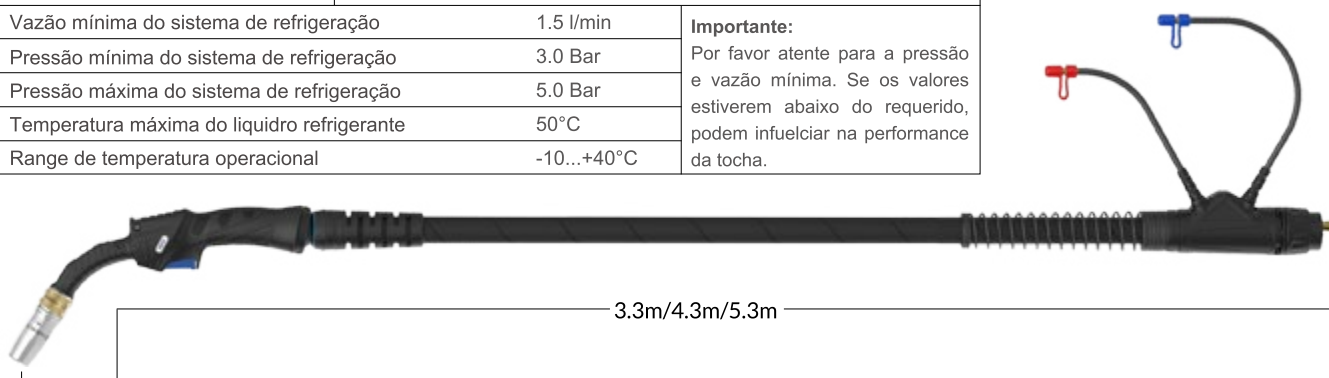 Vazão mínima do sistema de refrigeração 1.5 l/min
Pressão mínima do sistema de refrigeração 3.0 Bar
Pressão máxima do sistema de refrigeração 5.0 Bar
Temperatura máxima do liquidro refrigerante 50°C
Range de temperatura operacional -10...+40°C
Importante:
Por favor atente para a pressão
e vazão mínima. Se os valores
estiverem abaixo do requerido,
podem infuelciar na performance
da tocha.
3.3m/4.3m/5.3m